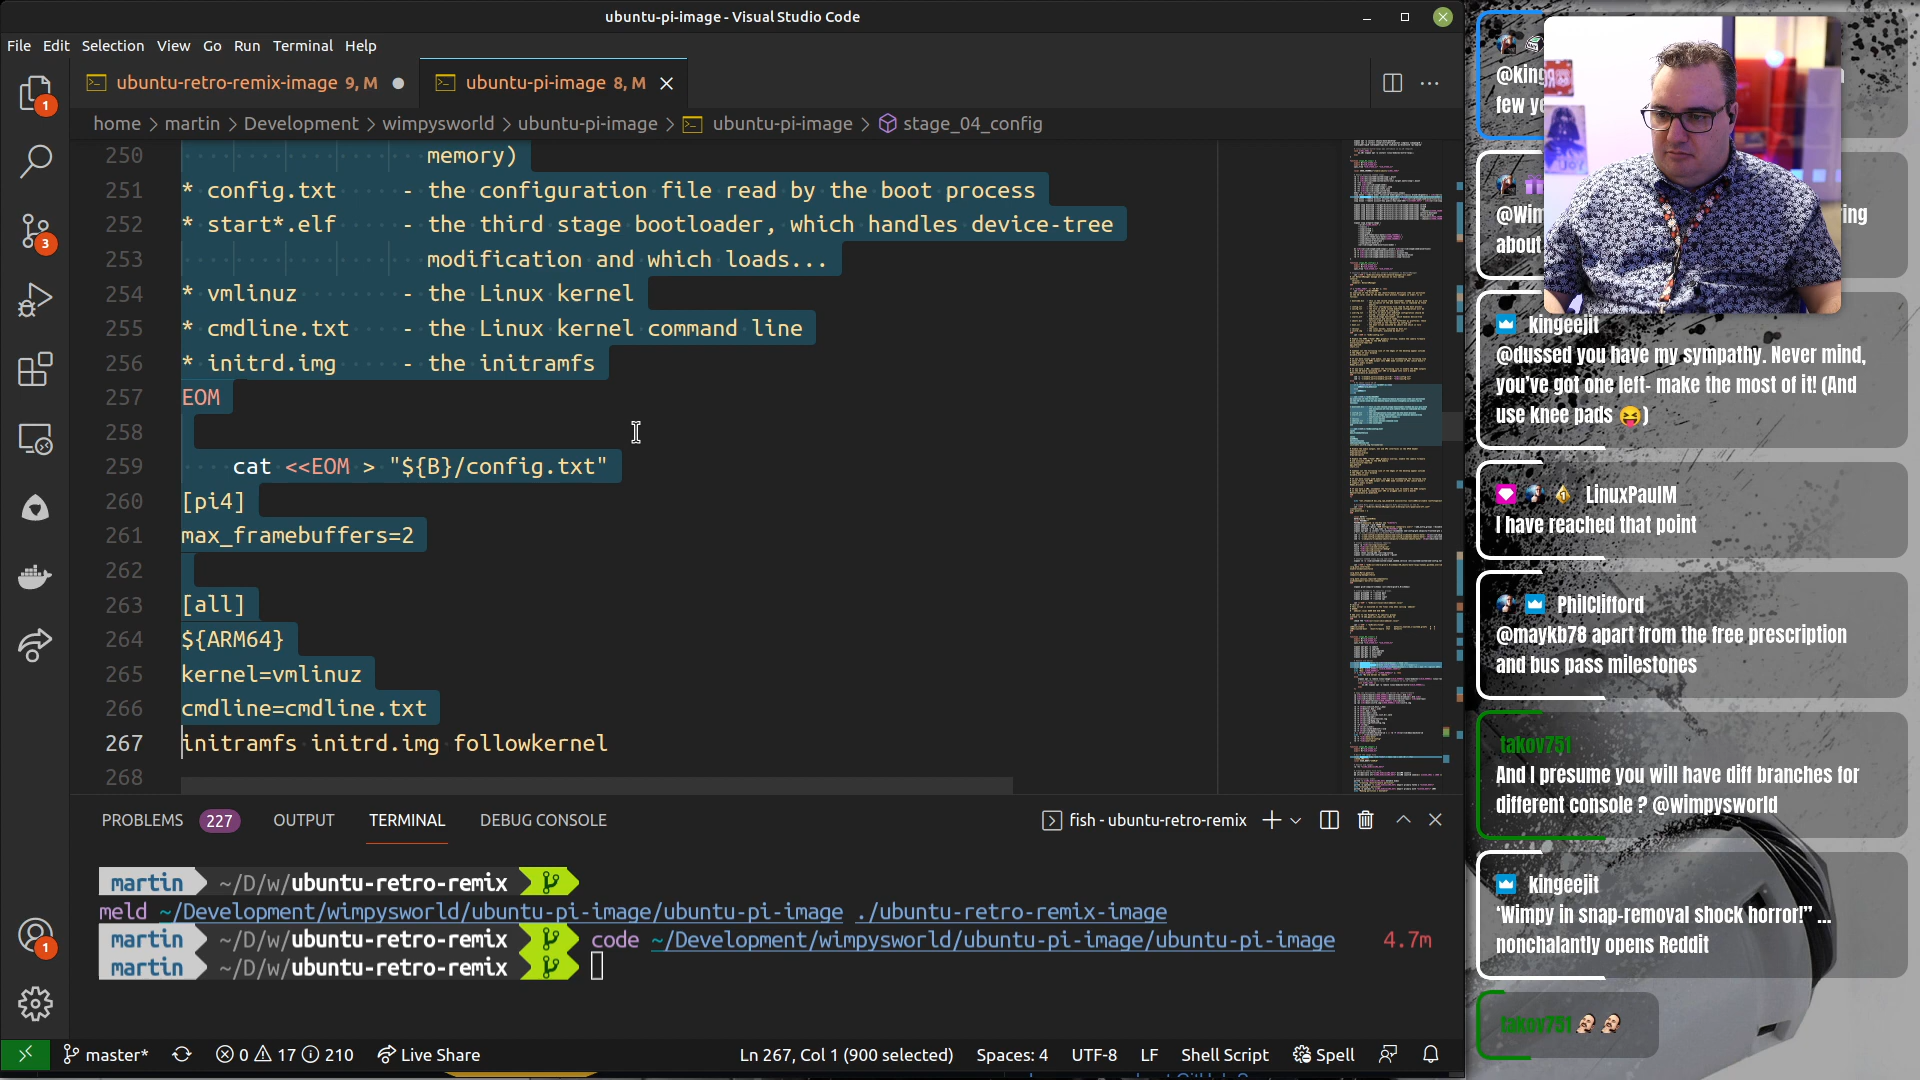 ubuntu-pi-image - Visual Studio Code
File Edit Selection View Go Run Terminal Help
ubuntu-retro-remix-image 9, M
ubuntu-pi-image 8, M
home > martin > Development > wimpysworld > ubuntu-pi-image > ubuntu-pi-image > stage_04_config
250 memory)
251 * config.txt - the configuration file read by the boot process
252 * start*.elf - the third stage bootloader, which handles device-tree
253 modification and which loads...
254 * vmlinuz - the Linux kernel
255 * cmdline.txt - the Linux kernel command line
256 * initrd.img - the initramfs
257 EOM
258
259 cat <<EOM > "${B}/config.txt"
260 [pi4]
261 max_framebuffers=2
262
263 [all]
264 ${ARM64}
265 kernel=vmlinuz
266 cmdline=cmdline.txt
267 initramfs initrd.img followkernel
268
1
3
1
PROBLEMS 227 OUTPUT TERMINAL DEBUG CONSOLE
fish - ubuntu-retro-remix
martin ~/D/w/ubuntu-retro-remix
meld ~/Development/wimpysworld/ubuntu-pi-image/ubuntu-pi-image ./ubuntu-retro-remix-image
martin ~/D/w/ubuntu-retro-remix code ~/Development/wimpysworld/ubuntu-pi-image/ubuntu-pi-image 4.7m
martin ~/D/w/ubuntu-retro-remix
master* 0 17 210 Live Share
Ln 267, Col 1 (900 selected) Spaces: 4 UTF-8 LF Shell Script Spell
few
about
kingeejit
@dussed you have my sympathy. Never mind,
you've got one left- make the most of it! (And
use knee pads 😝)
LinuxPaulM
I have reached that point
PhilClifford
@maykb78 apart from the free prescription
and bus pass milestones
takov751
And I presume you will have diff branches for
different console ? @wimpysworld
kingeejit
‘Wimpy in snap-removal shock horror!” ...
nonchalantly opens Reddit
takov751